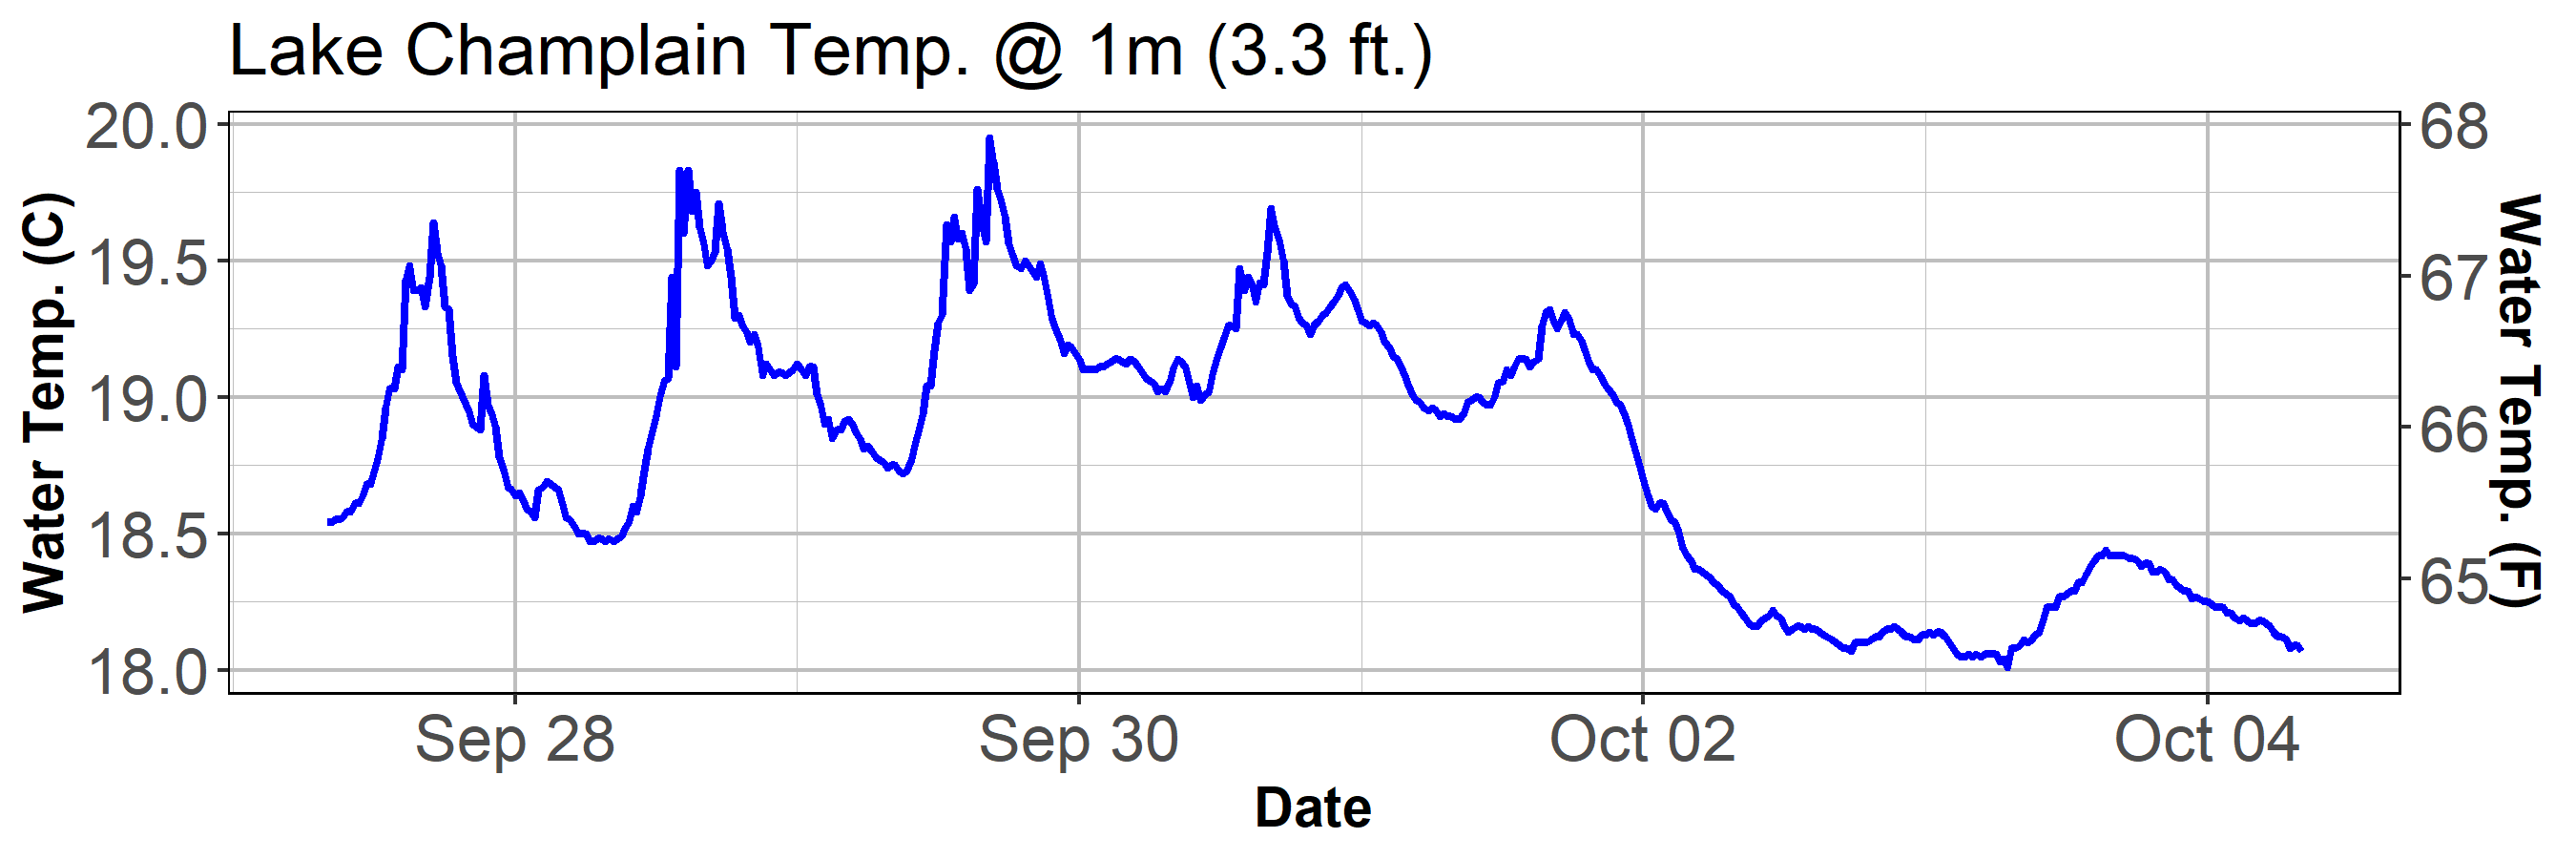 Lake Champlain Temp. @ 1m (3.3 ft.)
Water Temp. (C)
20.0
19.5
19.0
18.5
18.0
68
67
66
65
Water Temp. (F)
Sep 28 Sep 30 Oct 02 Oct 04
Date